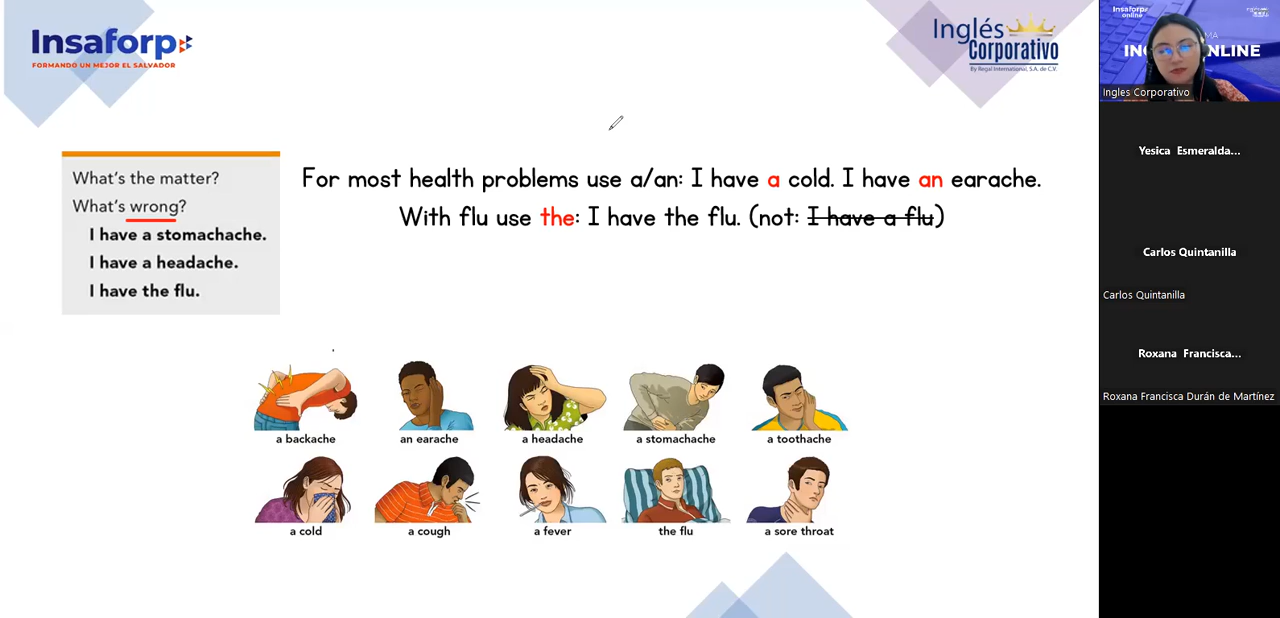 Insaforp
FORMANDO UN MEJOR EL SALVADOR
Inglés
Corporativo
By Regal International, S.A. de C.V.
What's the matter?
What's wrong?
I have a stomachache.
I have a headache.
I have the flu.
For most health problems use a/an: I have a cold. I have an earache.
With flu use the: I have the flu. (not: I have a flu)
a backache
an earache
a headache
a stomachache
a toothache
a cold
a cough
a fever
the flu
a sore throat
Insaforp
online
Ingles Corporativo
Yesica Esmeralda...
Carlos Quintanilla
Carlos Quintanilla
Roxana Francisca...
Roxana Francisca Durán de Martínez